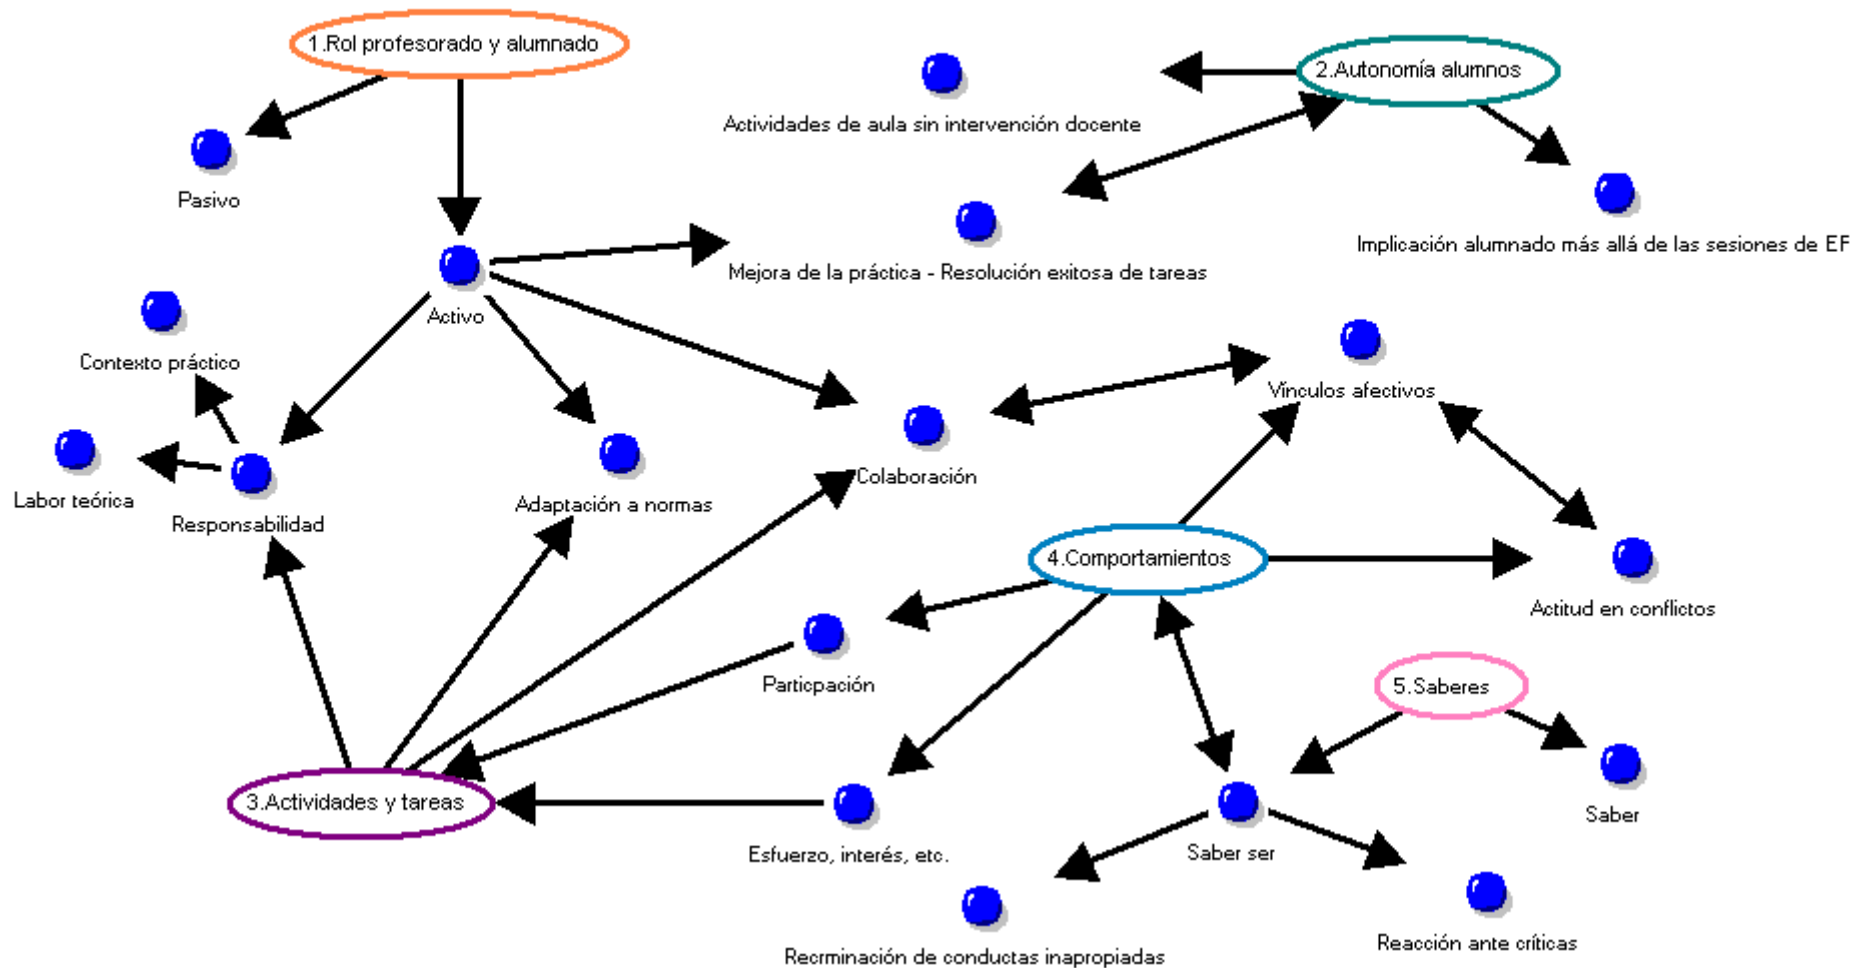 1.Rol profesorado y alumnado
2.Autonomía alumnos
Actividades de aula sin intervención docente
Pasivo
Implicación alumnado más allá de las sesiones de EF
Mejora de la práctica - Resolución exitosa de tareas
Activo
Contexto práctico
Vínculos afectivos
Colaboración
Labor teórica
Adaptación a normas
Responsabilidad
4.Comportamientos
Actitud en conflictos
Particpación
5.Saberes
3.Actividades y tareas
Saber
Esfuerzo, interés, etc.
Saber ser
Reacción ante críticas
Recrminación de conductas inapropiadas